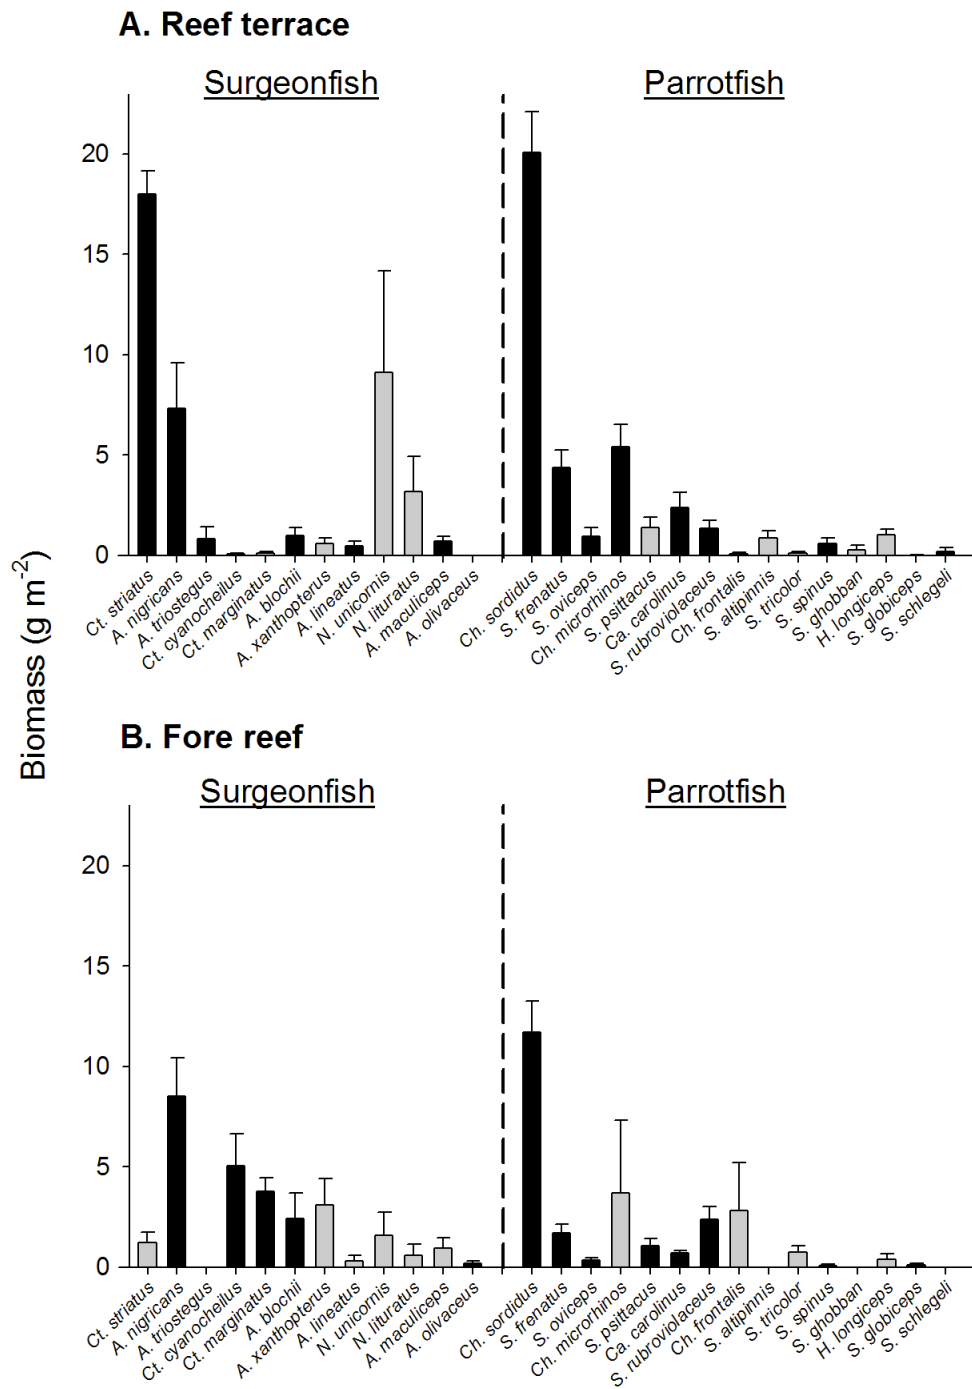 A. Reef terrace
Surgeonfish
Parrotfish
20
15
10
5
0
Ct. striatus
A. nigricans
A. triostegus
Ct. cyanocheilus
Ct. marginatus
A. blochii
A. xanthopterus
A. lineatus
N. unicornis
N. lituratus
A. maculiceps
A. olivaceus
Ch. sordidus
S. frenatus
S. oviceps
Ch. microrhinos
S. psittacus
Ca. carolinus
S. rubroviolaceus
Ch. frontalis
S. altipinnis
S. tricolor
S. spinus
S. ghobban
H. longiceps
S. globiceps
S. schlegeli
Biomass (g m-2)
B. Fore reef
Surgeonfish
Parrotfish
20
15
10
5
0
Ct. striatus
A. nigricans
A. triostegus
Ct. cyanocheilus
Ct. marginatus
A. blochii
A. xanthopterus
A. lineatus
N. unicornis
N. lituratus
A. maculiceps
A. olivaceus
Ch. sordidus
S. frenatus
S. oviceps
Ch. microrhinos
S. psittacus
Ca. carolinus
S. rubroviolaceus
Ch. frontalis
S. altipinnis
S. tricolor
S. spinus
S. ghobban
H. longiceps
S. globiceps
S. schlegeli